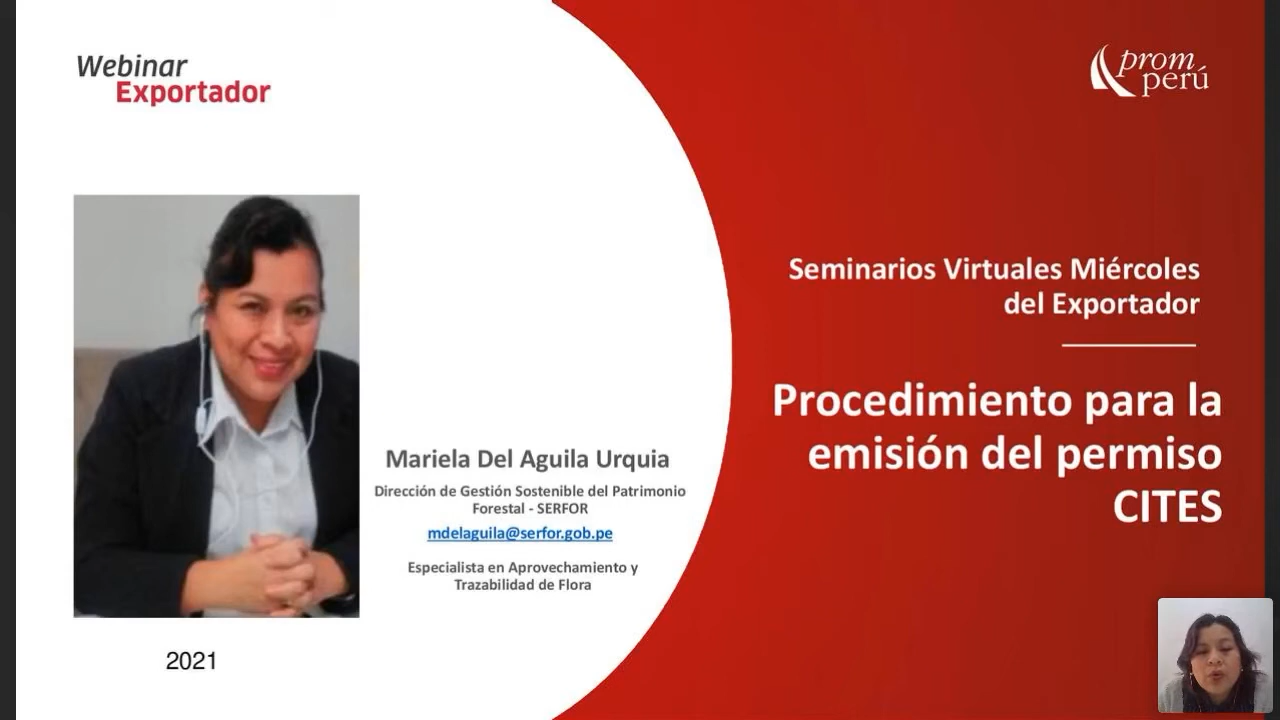 Webinar
Exportador
prom
perú
Seminarios Virtuales Miércoles
del Exportador
Procedimiento para la
emisión del permiso
CITES
Mariela Del Aguila Urquia
Dirección de Gestión Sostenible del Patrimonio
Forestal - SERFOR
mdelaguila@serfor.gob.pe
Especialista en Aprovechamiento y
Trazabilidad de Flora
2021